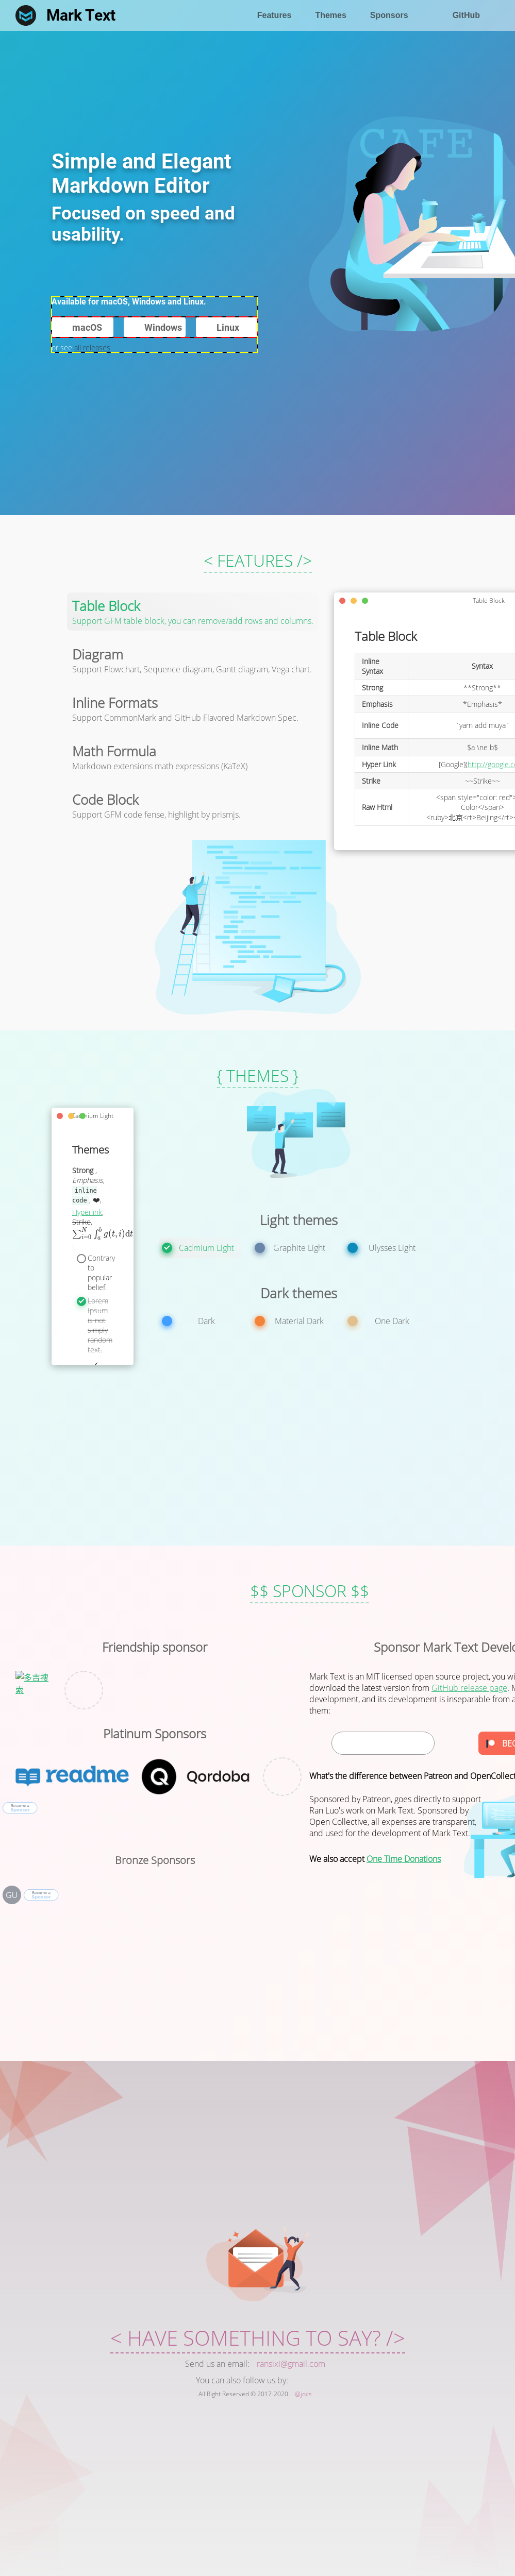 Mark Text
Features Themes Sponsors GitHub
CAFE
Simple and Elegant
Markdown Editor
Focused on speed and
usability.
Available for macOS, Windows and Linux.
macOS Windows Linux
or see all releases
< FEATURES />
Table Block
Support GFM table block, you can remove/add rows and columns.
Diagram
Support Flowchart, Sequence diagram, Gantt diagram, Vega chart.
Inline Formats
Support CommonMark and GitHub Flavored Markdown Spec.
Math Formula
Markdown extensions math expressions (KaTeX)
Code Block
Support GFM code fense, highlight by prismjs.
Table Block
Table Block
Inline
Syntax
Syntax
Strong **Strong**
Emphasis *Emphasis*
Inline Code `yarn add muya`
Inline Math $a \ne b$
Hyper Link [Google](http://google.c
Strike ~~Strike~~
Raw Html
<span style="color: red">
Color</span>
<ruby>北京<rt>Beijing</rt><
{ THEMES }
Cadmium Light
Themes
Strong ,
Emphasis,
inline
code , ❤️,
Hyperlink,
Strike,
∑_{i=0}^{N} ∫_{a}^{b} g(t, i)dt
Contrary
to
popular
belief.
Lorem
Ipsum
is not
simply
random
text.
Light themes
Cadmium Light Graphite Light Ulysses Light
Dark themes
Dark Material Dark One Dark
$$ SPONSOR $$
Friendship sponsor
多吉搜
索
Platinum Sponsors
readme Qordoba
Become a
Sponsor
Bronze Sponsors
GU
Become a
Sponsor
Sponsor Mark Text Develo
Mark Text is an MIT licensed open source project, you wi
download the latest version from GitHub release page. M
development, and its development is inseparable from a
them:
BEC
What's the difference between Patreon and OpenCollect
Sponsored by Patreon, goes directly to support
Ran Luo's work on Mark Text. Sponsored by
Open Collective, all expenses are transparent,
and used for the development of Mark Text.
We also accept One Time Donations
< HAVE SOMETHING TO SAY? />
Send us an email: ransixi@gmail.com
You can also follow us by:
All Right Reserved © 2017-2020 @jocs